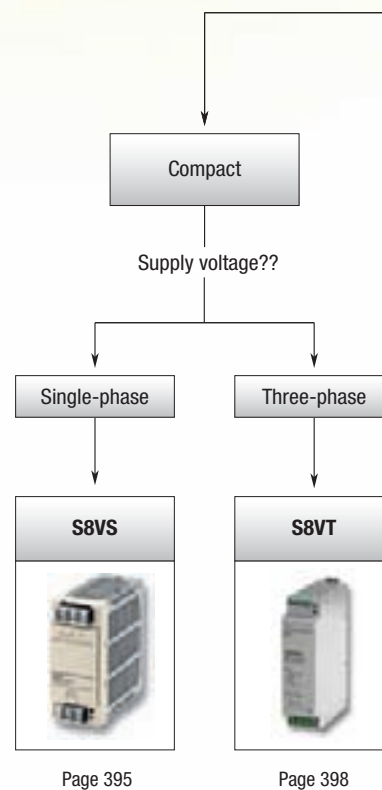 Compact
Supply voltage??
Single-phase
Three-phase
S8VS
S8VT
Page 395
Page 398